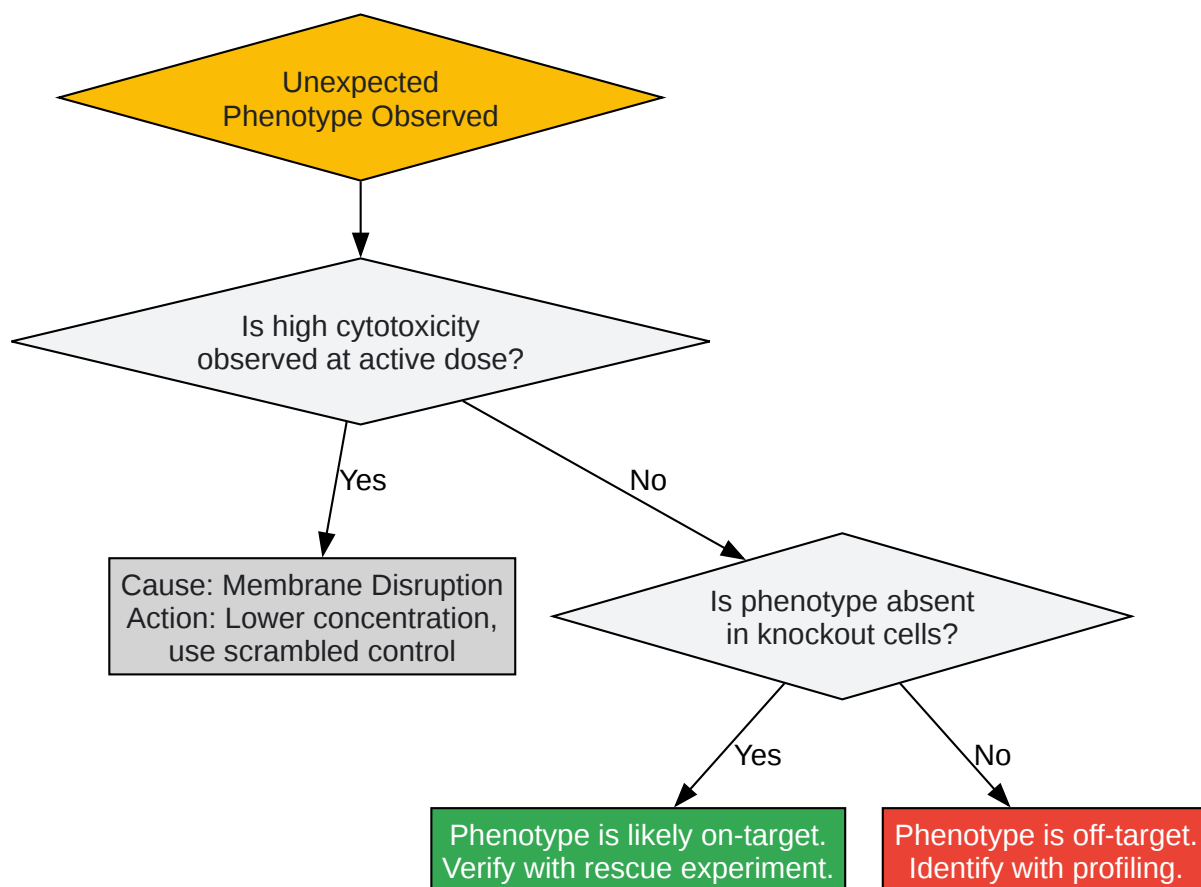 Unexpected
Phenotype Observed
Is high cytotoxicity
observed at active dose?
Yes
No
Cause: Membrane Disruption
Action: Lower concentration,
use scrambled control
Is phenotype absent
in knockout cells?
Yes
No
Phenotype is likely on-target.
Verify with rescue experiment.
Phenotype is off-target.
Identify with profiling.